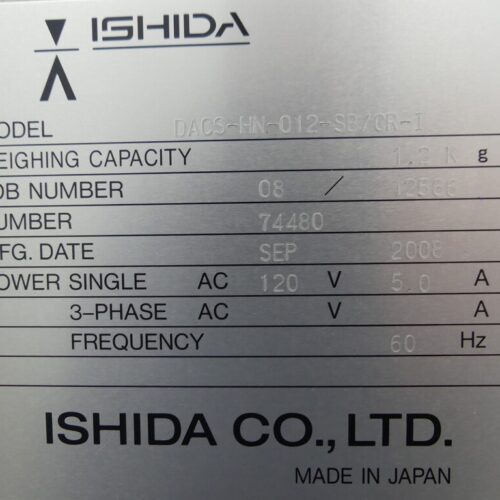 ISHIDA
ODEL DACS-HN-012-SB/CR-I
EIGHING CAPACITY 1.2 K g
OB NUMBER 08 / 12566
UMBER 74480
FG. DATE SEP 2008
OWER SINGLE AC 120 V 5.0 A
3-PHASE AC V A
FREQUENCY 60 Hz
ISHIDA CO., LTD.
MADE IN JAPAN